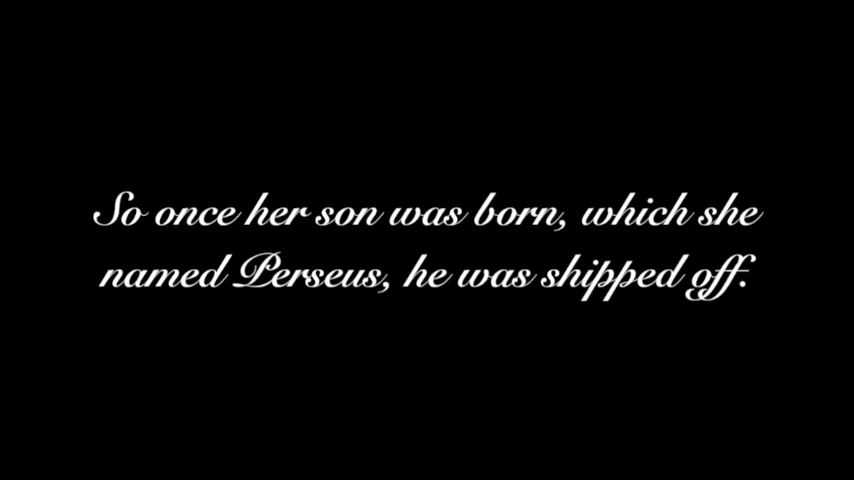 So once her son was born, which she
named Perseus, he was shipped off.